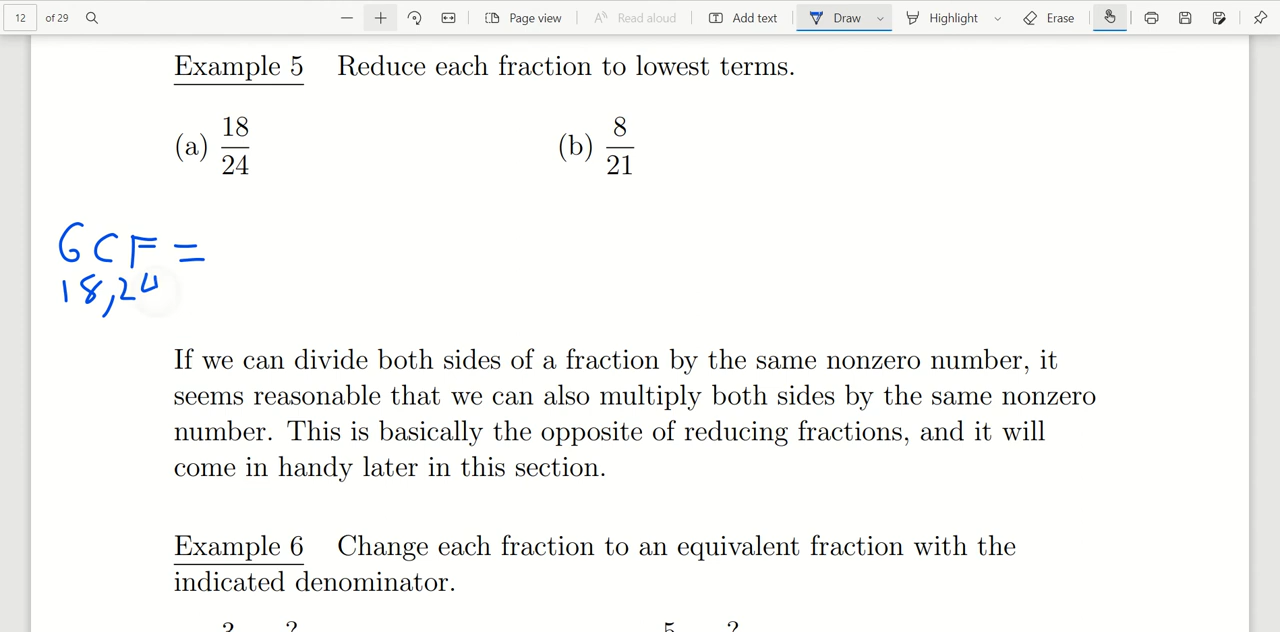 12 of 29 Page view Read aloud Add text Draw Highlight Erase
Example 5 Reduce each fraction to lowest terms.
(a) 18/24 (b) 8/21
GCF =
18,24
If we can divide both sides of a fraction by the same nonzero number, it
seems reasonable that we can also multiply both sides by the same nonzero
number. This is basically the opposite of reducing fractions, and it will
come in handy later in this section.
Example 6 Change each fraction to an equivalent fraction with the
indicated denominator.
3 ? 5 ?